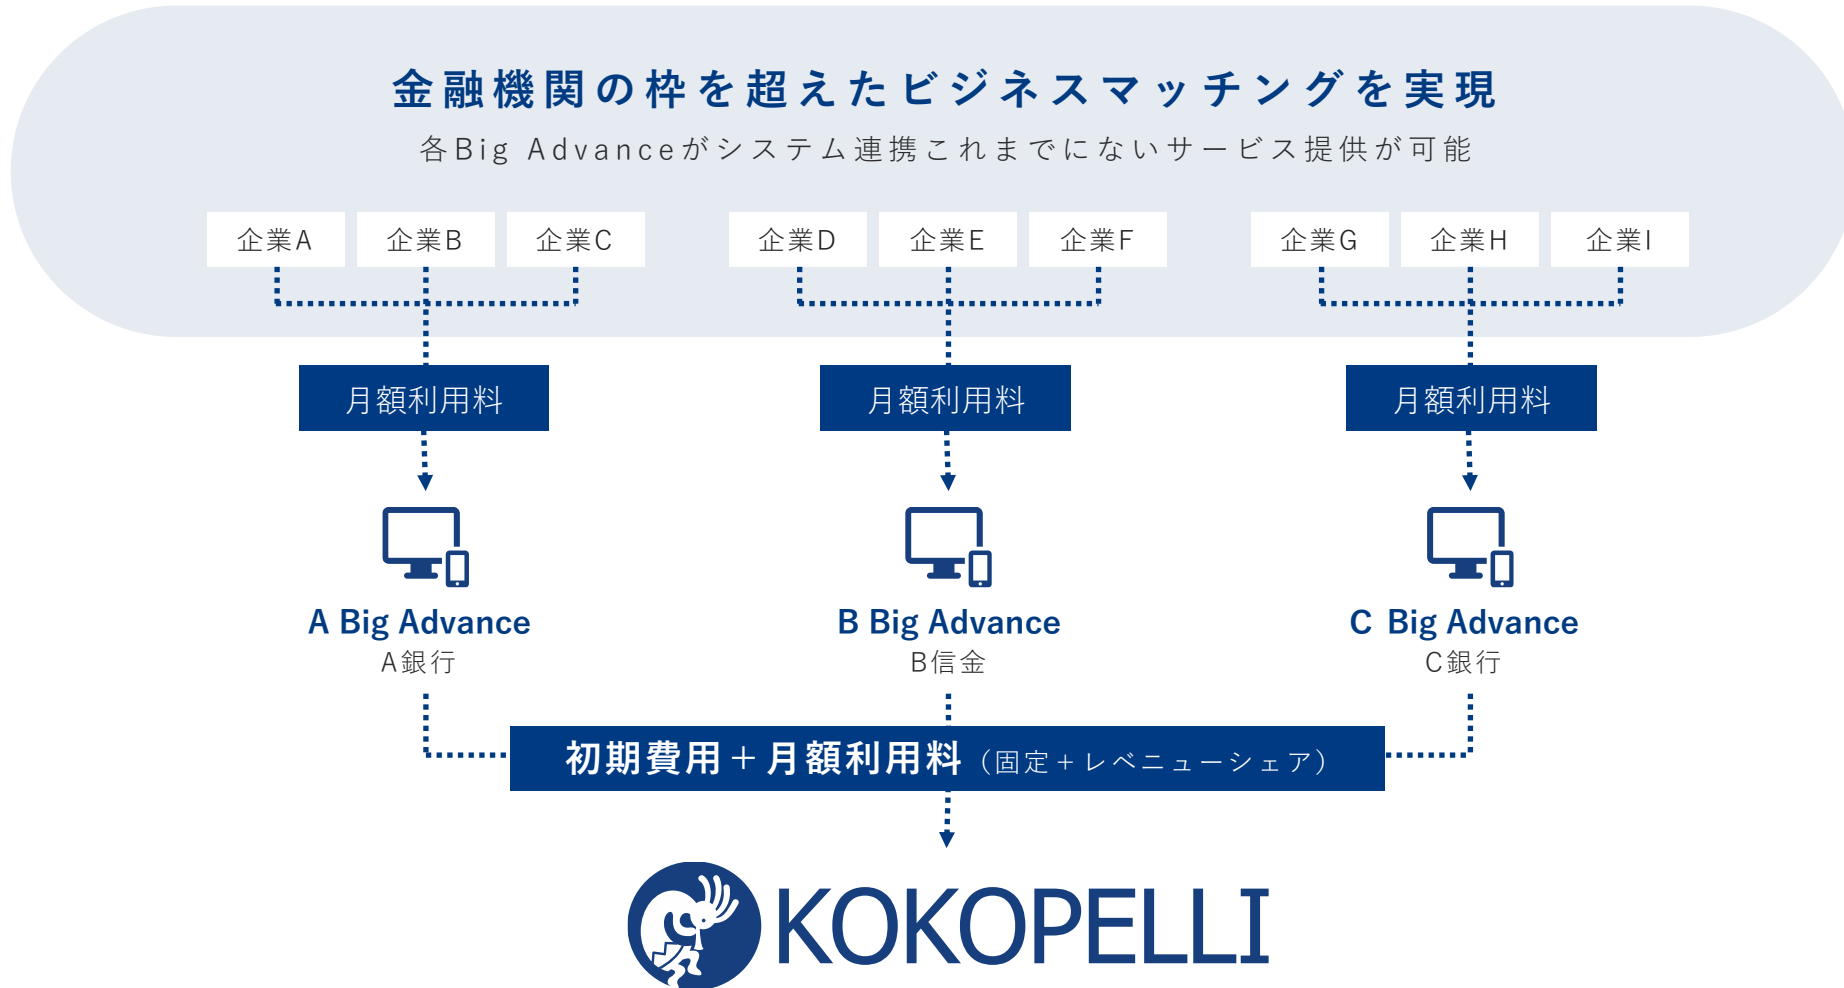 金融機関の枠を超えたビジネスマッチングを実現
各Big Advanceがシステム連携これまでにないサービス提供が可能
企業A 企業B 企業C 企業D 企業E 企業F 企業G 企業H 企業I
月額利用料 月額利用料 月額利用料
A Big Advance B Big Advance C Big Advance
A銀行 B信金 C銀行
初期費用＋月額利用料（固定＋レベニューシェア）
KOKOPELLI